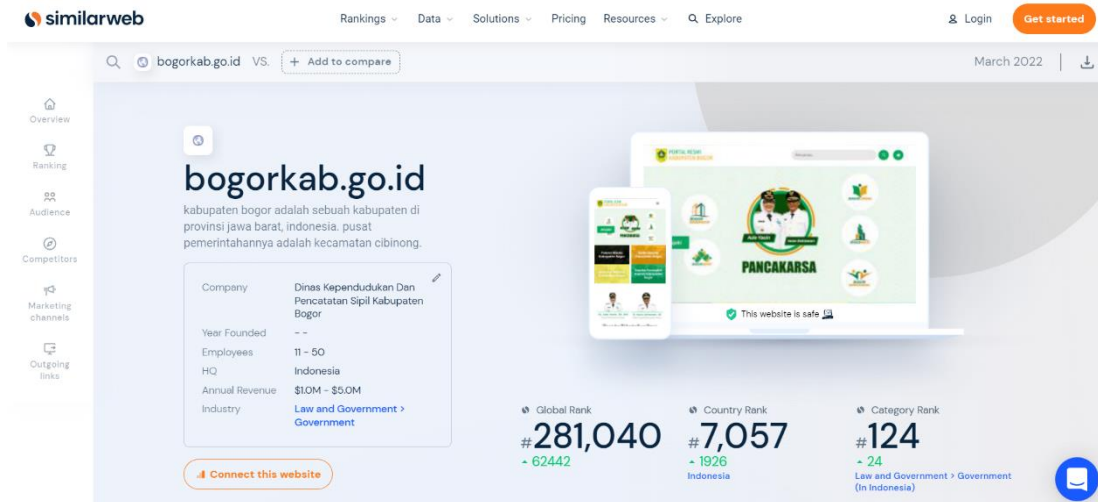 similarweb
Rankings Data Solutions Pricing Resources Explore
Login
Get started
bogorkab.go.id VS. + Add to compare
March 2022
Overview
Ranking
Audience
Competitors
Marketing
channels
Outgoing
links
bogorkab.go.id
kabupaten bogor adalah sebuah kabupaten di
provinsi jawa barat, indonesia. pusat
pemerintahannya adalah kecamatan cibinong.
Company Dinas Kependudukan Dan
Pencatatan Sipil Kabupaten
Bogor
Year Founded - -
Employees 11 - 50
HQ Indonesia
Annual Revenue $1.0M - $5.0M
Industry Law and Government >
Government
Connect this website
PORTAL RESMI
KABUPATEN BOGOR
PANCAKARSA
This website is safe
Global Rank
#281,040
62442
Country Rank
#7,057
1926
Indonesia
Category Rank
#124
24
Law and Government > Government
(In Indonesia)